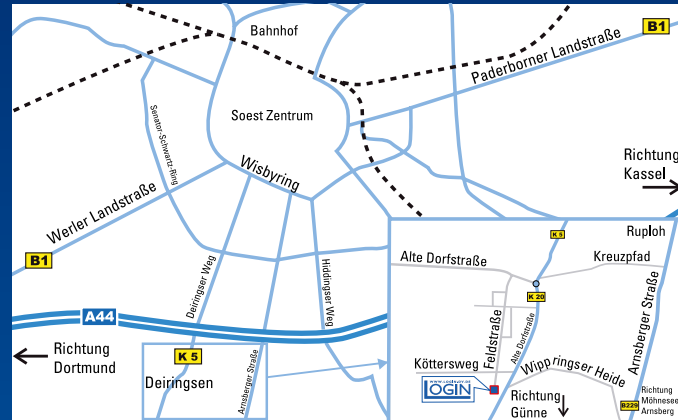 Bahnhof
B1
Paderborner Landstraße
Soest Zentrum
Senator-Schwartz-Ring
Wisbyring
Richtung
Kassel
Werler Landstraße
B1
Deiringser Weg
Hiddingser Weg
A44
Richtung
Dortmund
K 5
Deiringsen
Arnsberger Straße
K 5
Ruploh
Alte Dorfstraße
Kreuzpfad
K 20
Arnsberger Straße
Feldstraße
Alte Dorfstraße
Köttersweg
Wippringser Heide
LOGIN
Richtung
Günne
B229
Richtung
Möhnesee
Arnsberg